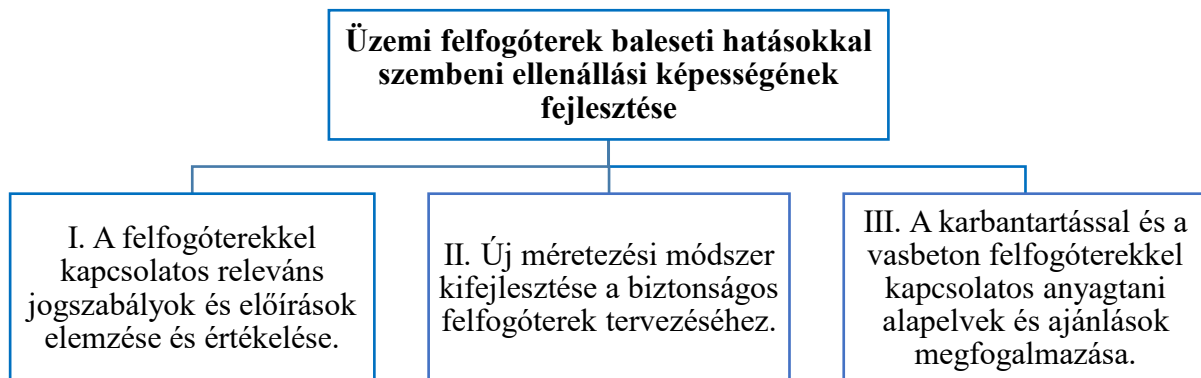 Üzemi felfogóterek baleseti hatásokkal
szembeni ellenállási képességének
fejlesztése
I. A felfogóterekkel
kapcsolatos releváns
jogszabályok és előírások
elemzése és értékelése.
II. Új méretezési módszer
kifejlesztése a biztonságos
felfogóterek tervezéséhez.
III. A karbantartással és a
vasbeton felfogóterekkel
kapcsolatos anyagtani
alapelvek és ajánlások
megfogalmazása.